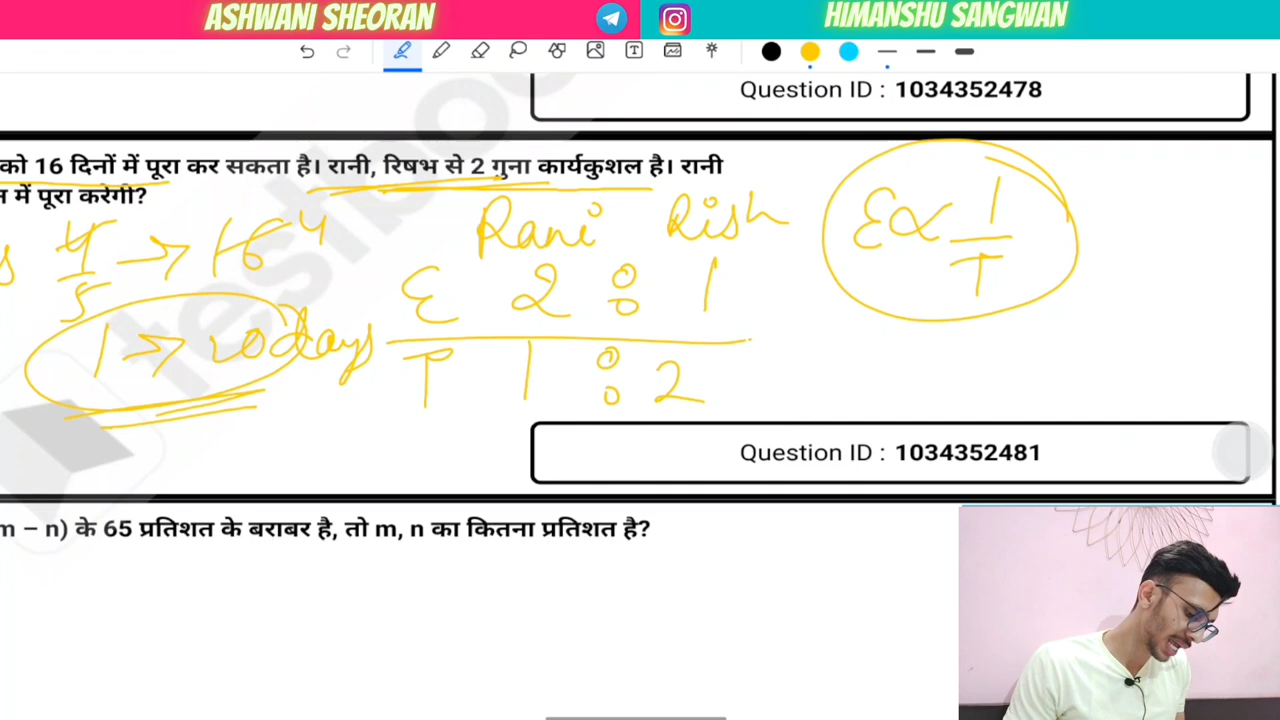 ASHWANI SHEORAN
HIMANSHU SANGWAN
Question ID : 1034352478
को 16 दिनों में पूरा कर सकता है। रानी, रिषभ से 2 गुना कार्यकुशल है। रानी
में पूरा करेगी?
4/5 -> 16 4
1 -> 20 days
Rani Rish
E 2 : 1
T 1 : 2
E ∝ 1/T
Question ID : 1034352481
m – n) के 65 प्रतिशत के बराबर है, तो m, n का कितना प्रतिशत है?